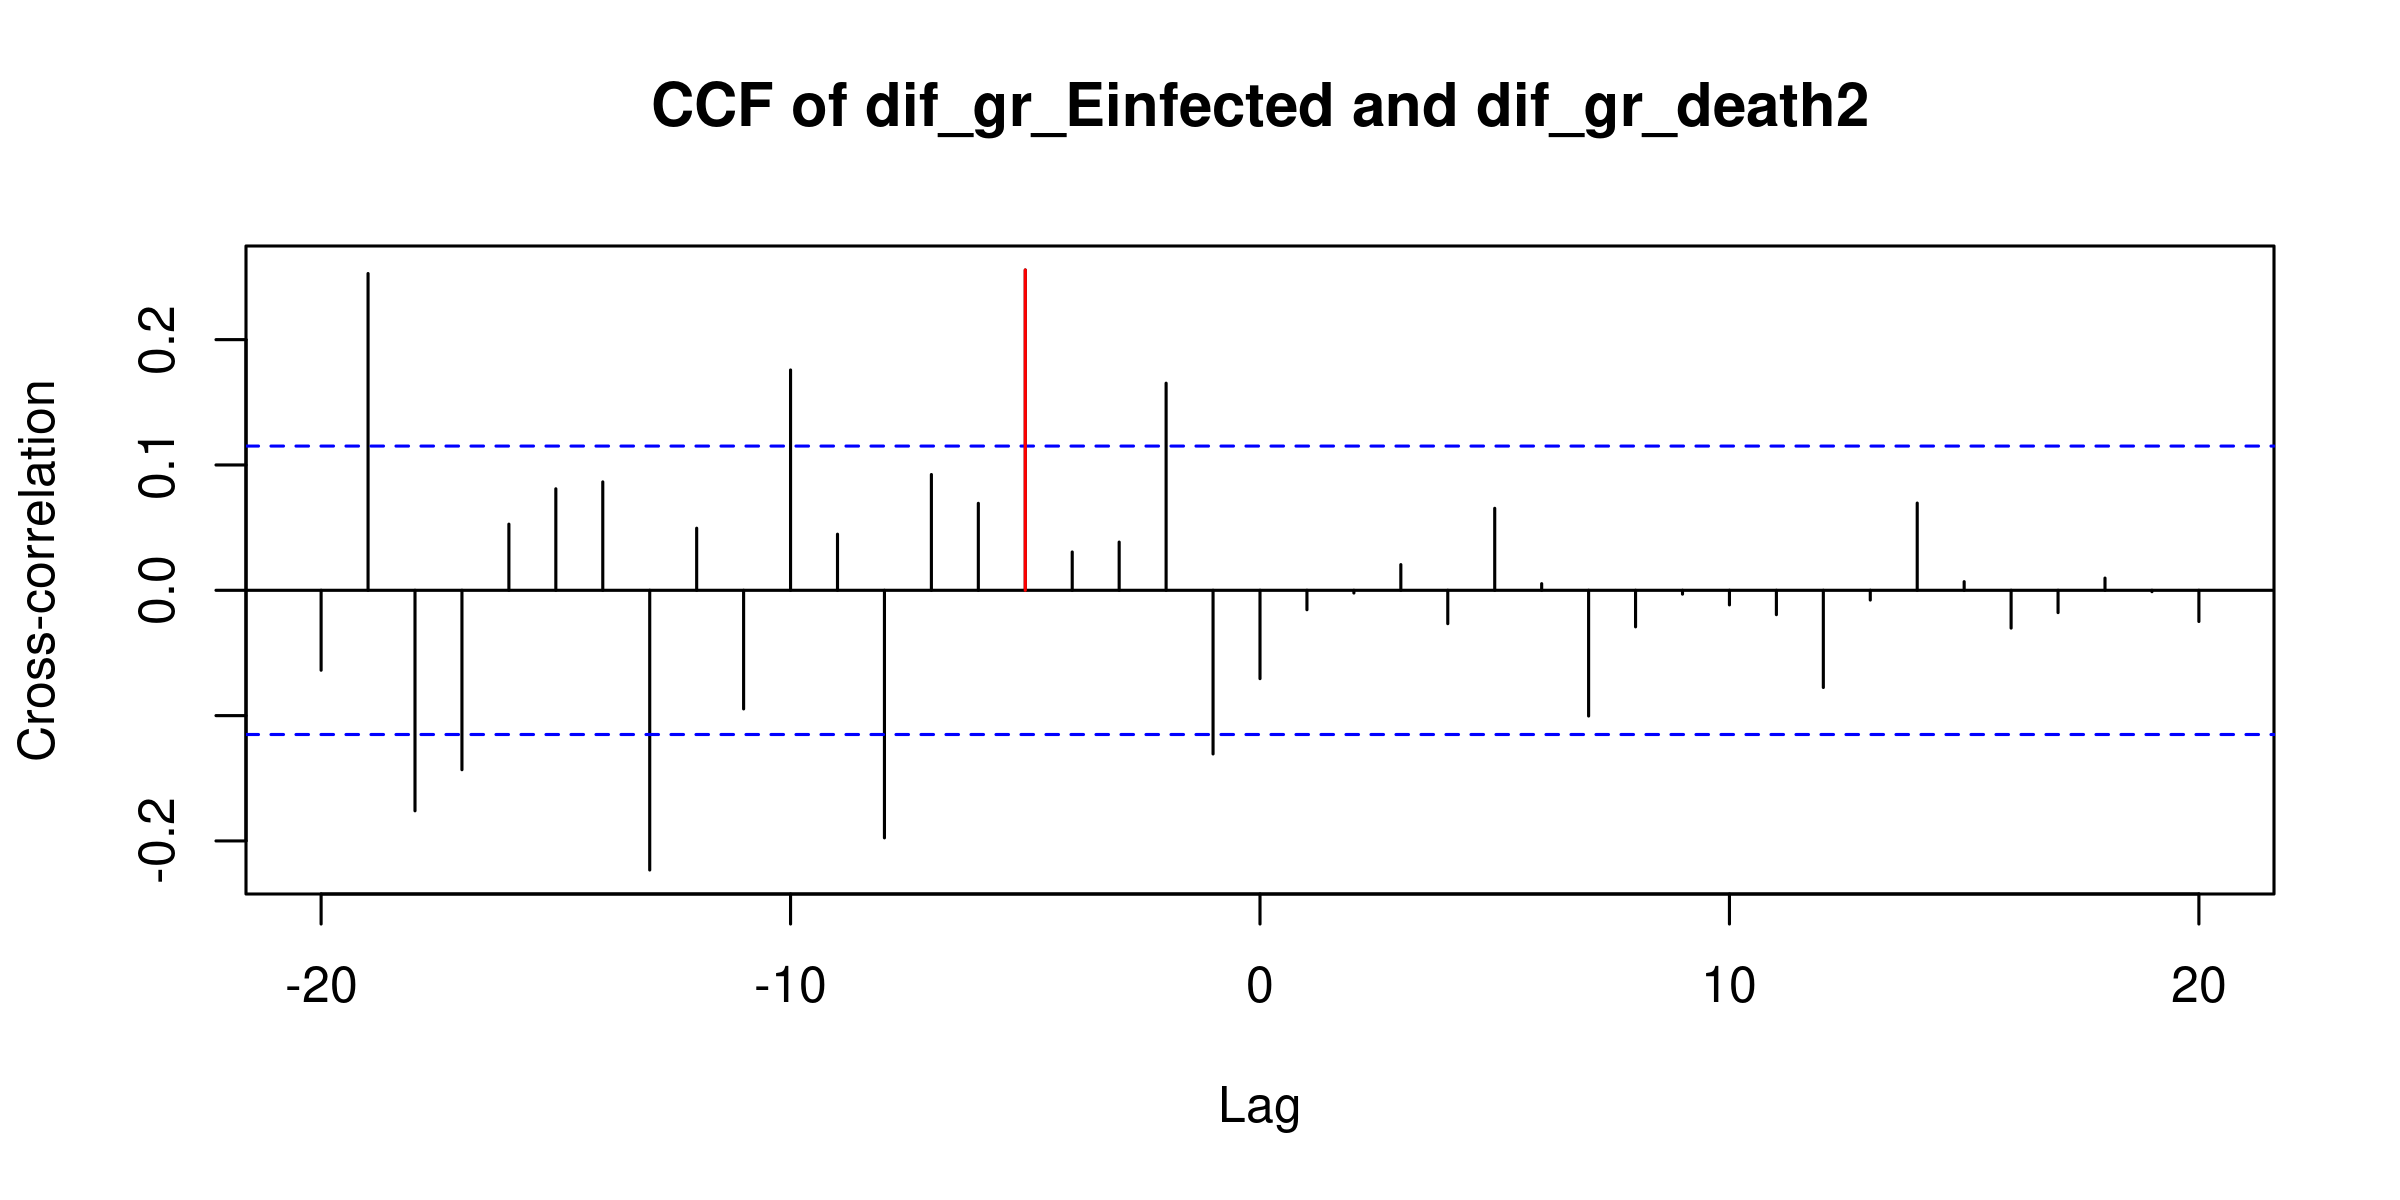 CCF of dif_gr_Einfected and dif_gr_death2
Cross-correlation
0.2
0.1
0.0
-0.2
-20 -10 0 10 20
Lag